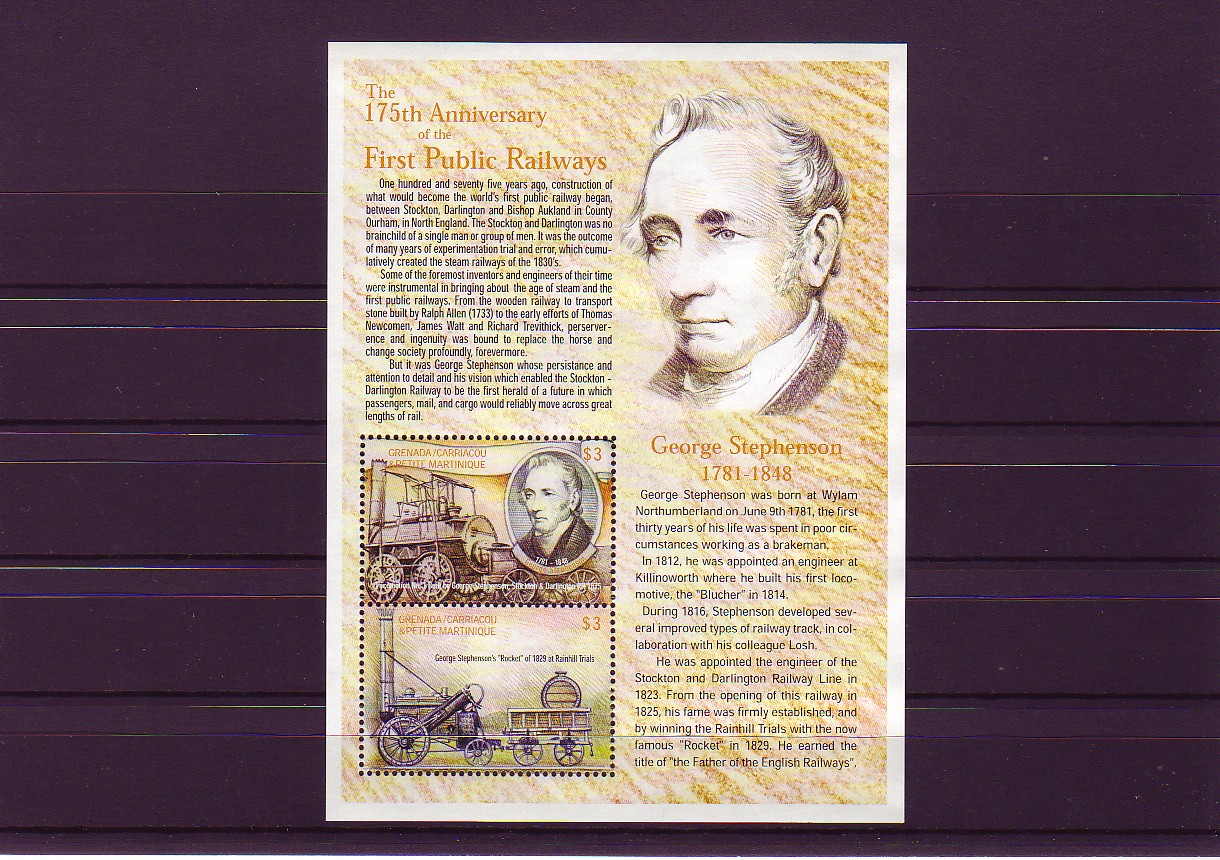 The
175th Anniversary
of the
First Public Railways
One hundred and seventy five years ago, construction of
what would become the world's first public railway began,
between Stockton, Darlington and Bishop Aukland in County
Ourham, in North England. The Stockton and Darlington was no
brainchild of a single man or group of men. It was the outcome
of many years of experimentation trial and error, which cumu-
latively created the steam railways of the 1830's.
Some of the foremost inventors and engineers of their time
were instrumental in bringing about the age of steam and the
first public railways. From the wooden railway to transport
stone built by Ralph Allen (1733) to the early efforts of Thomas
Newcomen, James Watt and Richard Trevithick, perserver-
ence and ingenuity was bound to replace the horse and
change society profoundly, forevermore.
But it was George Stephenson whose persistance and
attention to detail and his vision which enabled the Stockton -
Darlington Railway to be the first herald of a future in which
passengers, mail, and cargo would reliably move across great
lengths of rail.
GRENADA/CARRIACOU
& PETITE MARTINIQUE
$3
1781 - 1848
Locomotion No.1 built by George Stephenson, Stockton & Darlington 1825
GRENADA/CARRIACOU
&PETITE MARTINIQUE
$3
George Stephenson's "Rocket" of 1829 at Rainhill Trials
George Stephenson
1781-1848
George Stephenson was born at Wylam
Northumberland on June 9th 1781, the first
thirty years of his life was spent in poor cir-
cumstances working as a brakeman.
In 1812, he was appointed an engineer at
Killinoworth where he built his first loco-
motive, the "Blucher" in 1814.
During 1816, Stephenson developed sev-
eral improved types of railway track, in col-
laboration with his colleague Losh.
He was appointed the engineer of the
Stockton and Darlington Railway Line in
1823. From the opening of this railway in
1825, his fame was firmly established, and
by winning the Rainhill Trials with the now
famous "Rocket" in 1829. He earned the
title of "the Father of the English Railways".